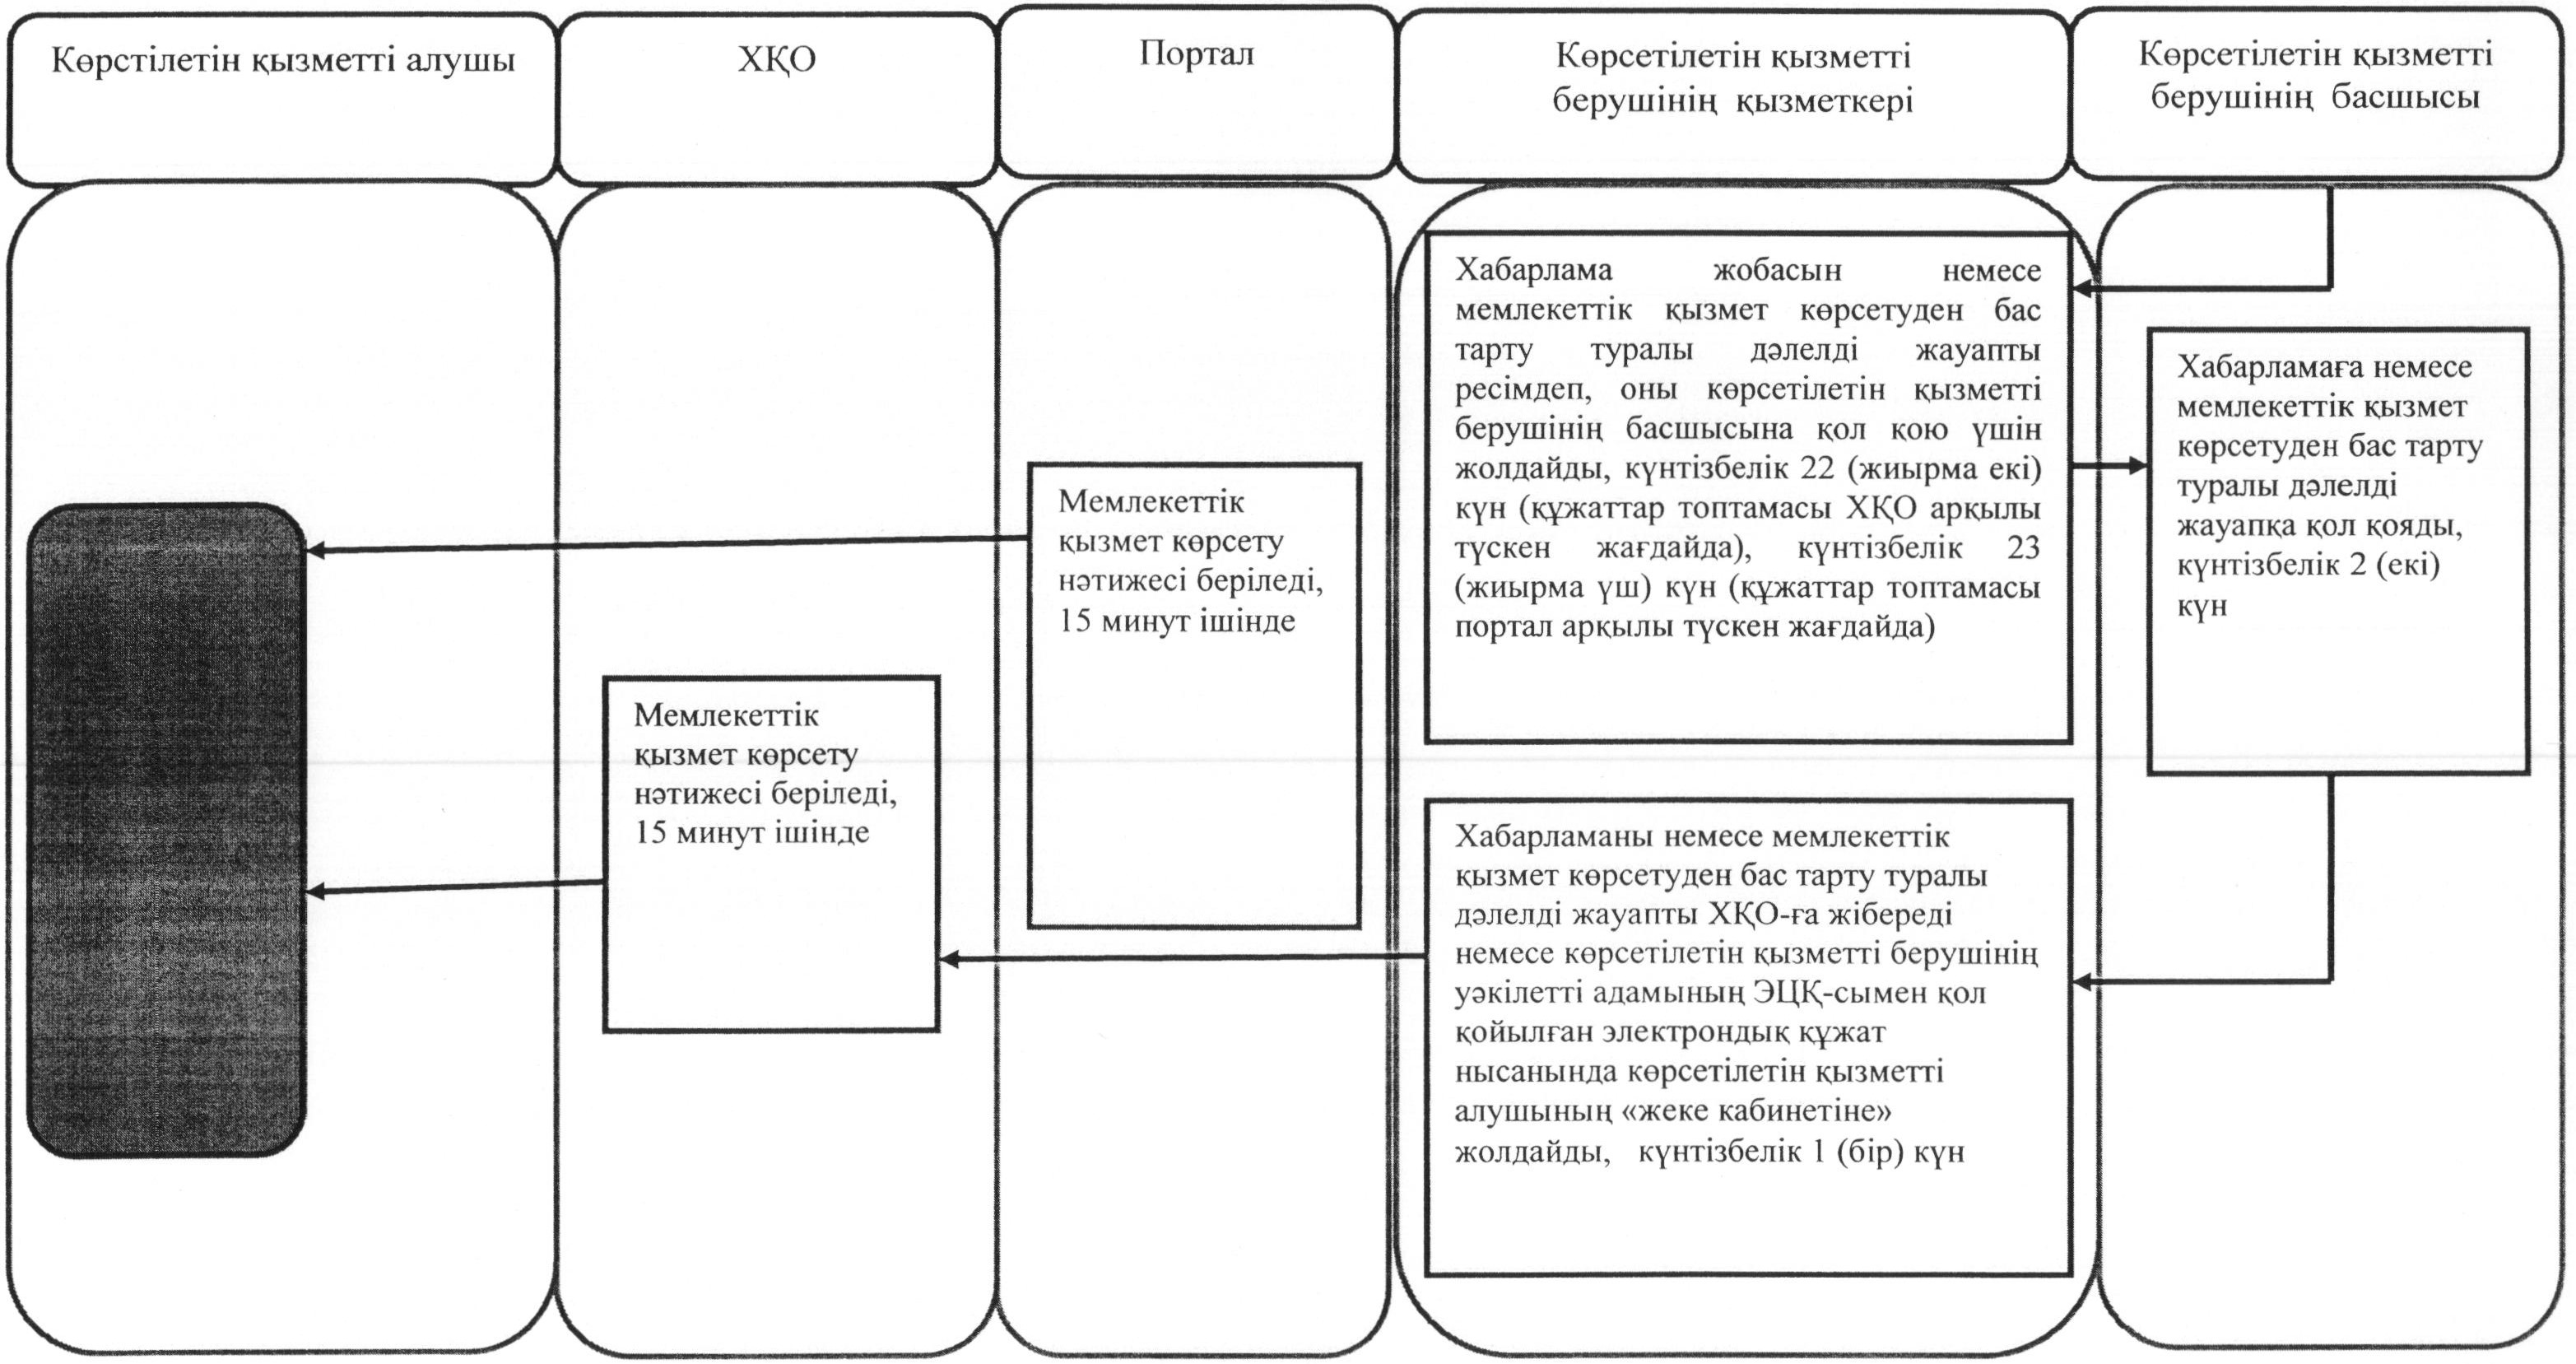 Көрстілетін қызметті алушы
ХҚО
Портал
Көрсетілетін қызметті
берушінің қызметкері
Көрсетілетін қызметті
берушінің басшысы
Хабарлама жобасын немесе
мемлекеттік қызмет көрсетуден бас
тарту туралы дәлелді жауапты
ресімдеп, оны көрсетілетін қызметті
берушінің басшысына қол қою үшін
жолдайды, күнтізбелік 22 (жиырма екі)
күн (құжаттар топтамасы ХҚО арқылы
түскен жағдайда), күнтізбелік 23
(жиырма үш) күн (құжаттар топтамасы
портал арқылы түскен жағдайда)
Хабарламаға немесе
мемлекеттік қызмет
көрсетуден бас тарту
туралы дәлелді
жауапқа қол қояды,
күнтізбелік 2 (екі)
күн
Мемлекеттік
қызмет көрсету
нәтижесі беріледі,
15 минут ішінде
Мемлекеттік
қызмет көрсету
нәтижесі беріледі,
15 минут ішінде
Хабарламаны немесе мемлекеттік
қызмет көрсетуден бас тарту туралы
дәлелді жауапты ХҚО-ға жібереді
немесе көрсетілетін қызметті берушінің
уәкілетті адамының ЭЦҚ-сымен қол
қойылған электрондық құжат
нысанында көрсетілетін қызметті
алушының «жеке кабинетіне»
жолдайды, күнтізбелік 1 (бір) күн